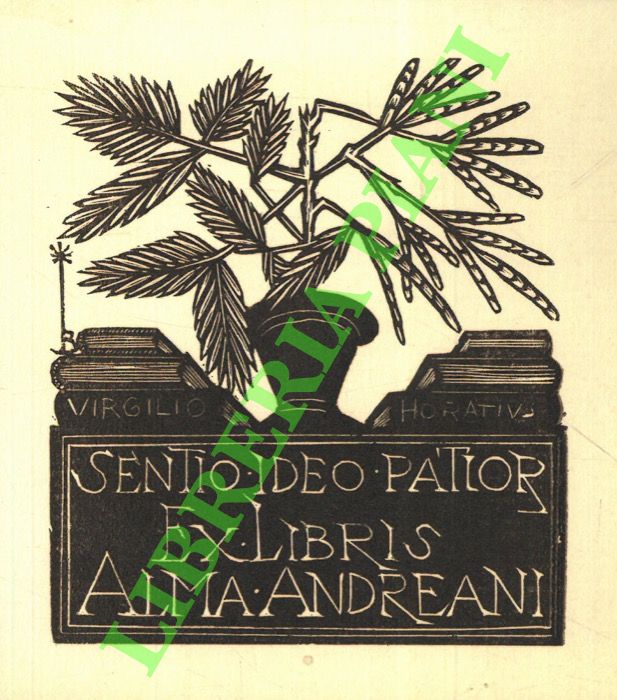 VIRGILIO
HORATIVS
SENTIO IDEO · PATIOR
EX · LIBRIS
ALMA · ANDREANI
LIBRERIA PIANI